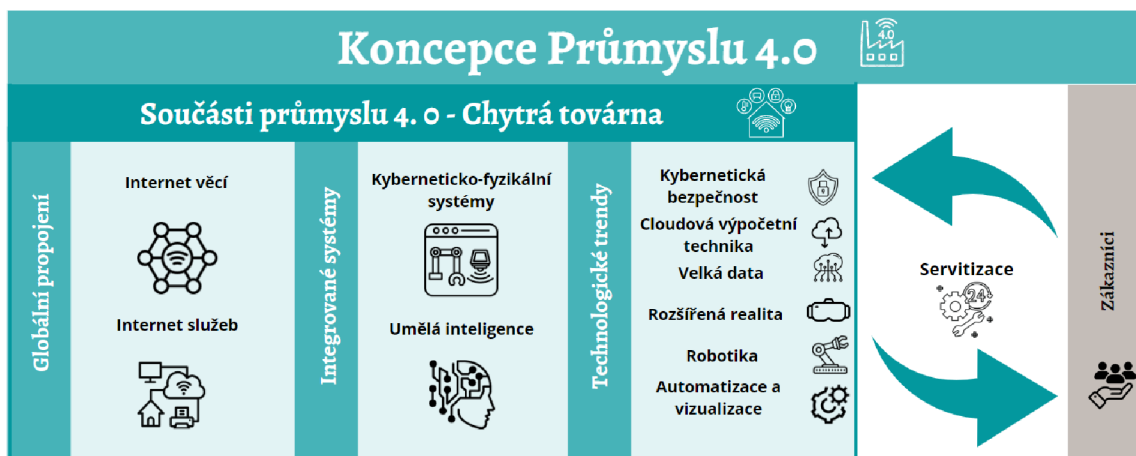 Koncepce Průmyslu 4.0
4.0
Součásti průmyslu 4. 0 - Chytrá továrna
Globální propojení
Internet věcí
Internet služeb
Integrované systémy
Kyberneticko-fyzikální
systémy
Umělá inteligence
Technologické trendy
Kybernetická
bezpečnost
Cloudová výpočetní
technika
Velká data
Rozšířená realita
Robotika
Automatizace a
vizualizace
Servitizace
24
Zákazníci